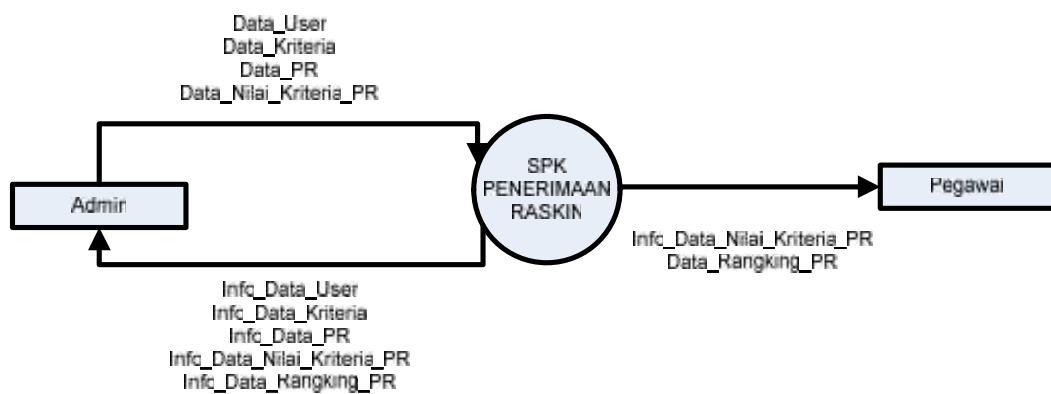 Data_User
Data_Kriteria
Data_PR
Data_Nilai_Kriteria_PR
SPK
PENERIMAAN
RASKIN
Admin
Pegawai
Info_Data_Nilai_Kriteria_PR
Data_Rangking_PR
Info_Data_User
Info_Data_Kriteria
Info_Data_PR
Info_Data_Nilai_Kriteria_PR
Info_Data_Rangking_PR